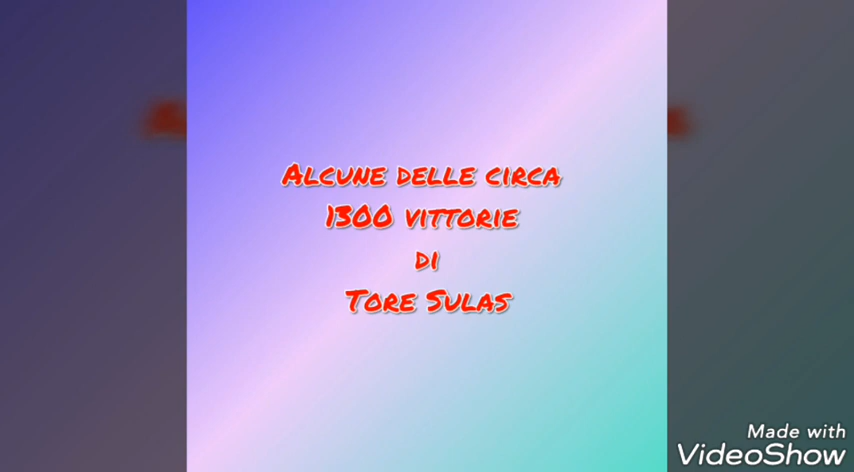 Alcune delle circa
1300 vittorie
di
Tore Sulas
Made with
VideoShow